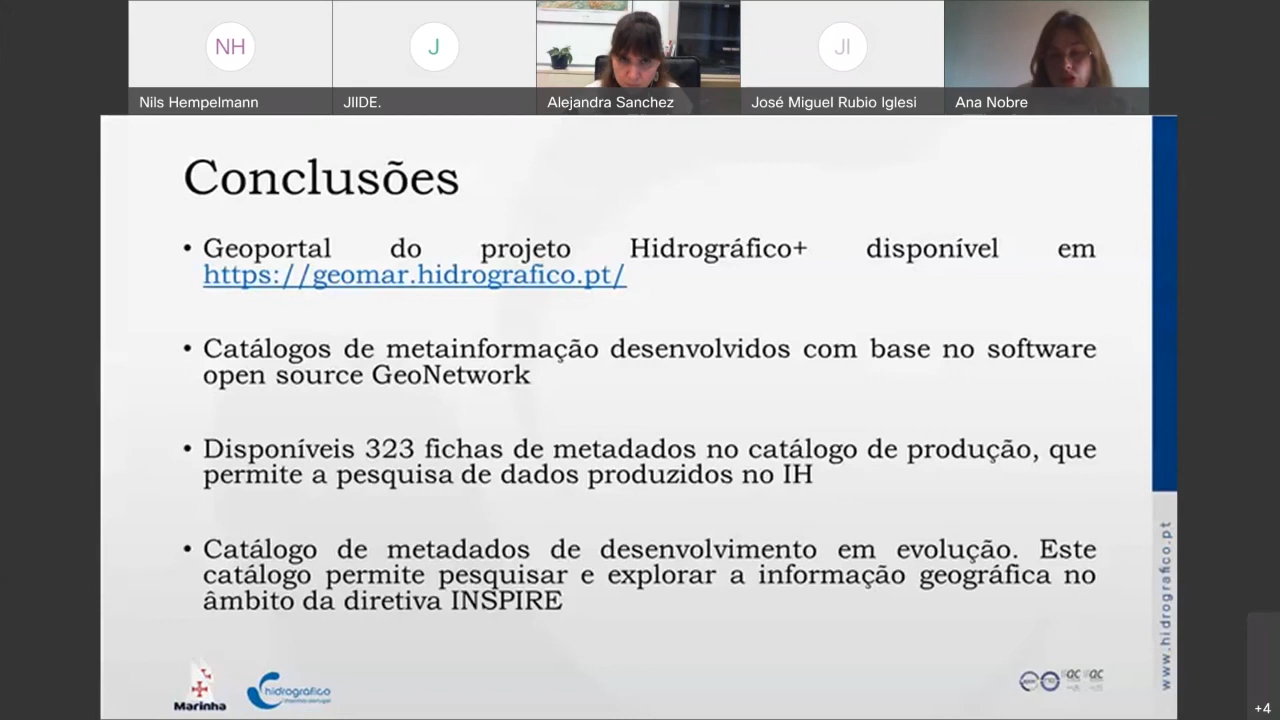 NH
J
JI
Nils Hempelmann
JIIDE.
Alejandra Sanchez
José Miguel Rubio Iglesi
Ana Nobre
Conclusões
• Geoportal do projeto Hidrográfico+ disponível em
https://geomar.hidrografico.pt/
• Catálogos de metainformação desenvolvidos com base no software
open source GeoNetwork
• Disponíveis 323 fichas de metadados no catálogo de produção, que
permite a pesquisa de dados produzidos no IH
• Catálogo de metadados de desenvolvimento em evolução. Este
catálogo permite pesquisar e explorar a informação geográfica no
âmbito da diretiva INSPIRE
www.hidrografico.pt
Marinha
hidrográfico
+4